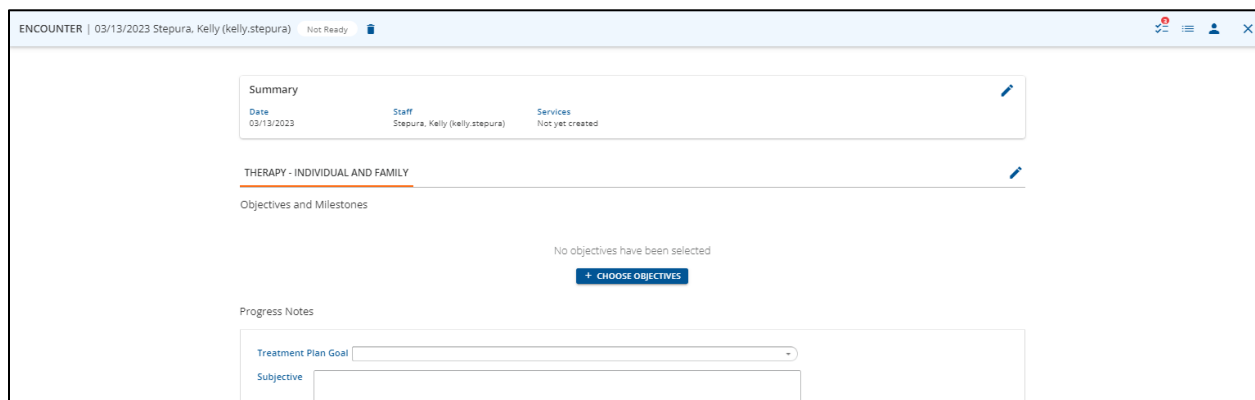 ENCOUNTER | 03/13/2023 Stepura, Kelly (kelly.stepura) Not Ready 3
Summary
Date Staff Services
03/13/2023 Stepura, Kelly (kelly.stepura) Not yet created
THERAPY - INDIVIDUAL AND FAMILY
Objectives and Milestones
No objectives have been selected
+ CHOOSE OBJECTIVES
Progress Notes
Treatment Plan Goal
Subjective